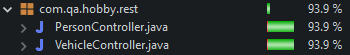 com.qa.hobby.rest 93.9 %
PersonController.java 93.9 %
VehicleController.java 93.9 %